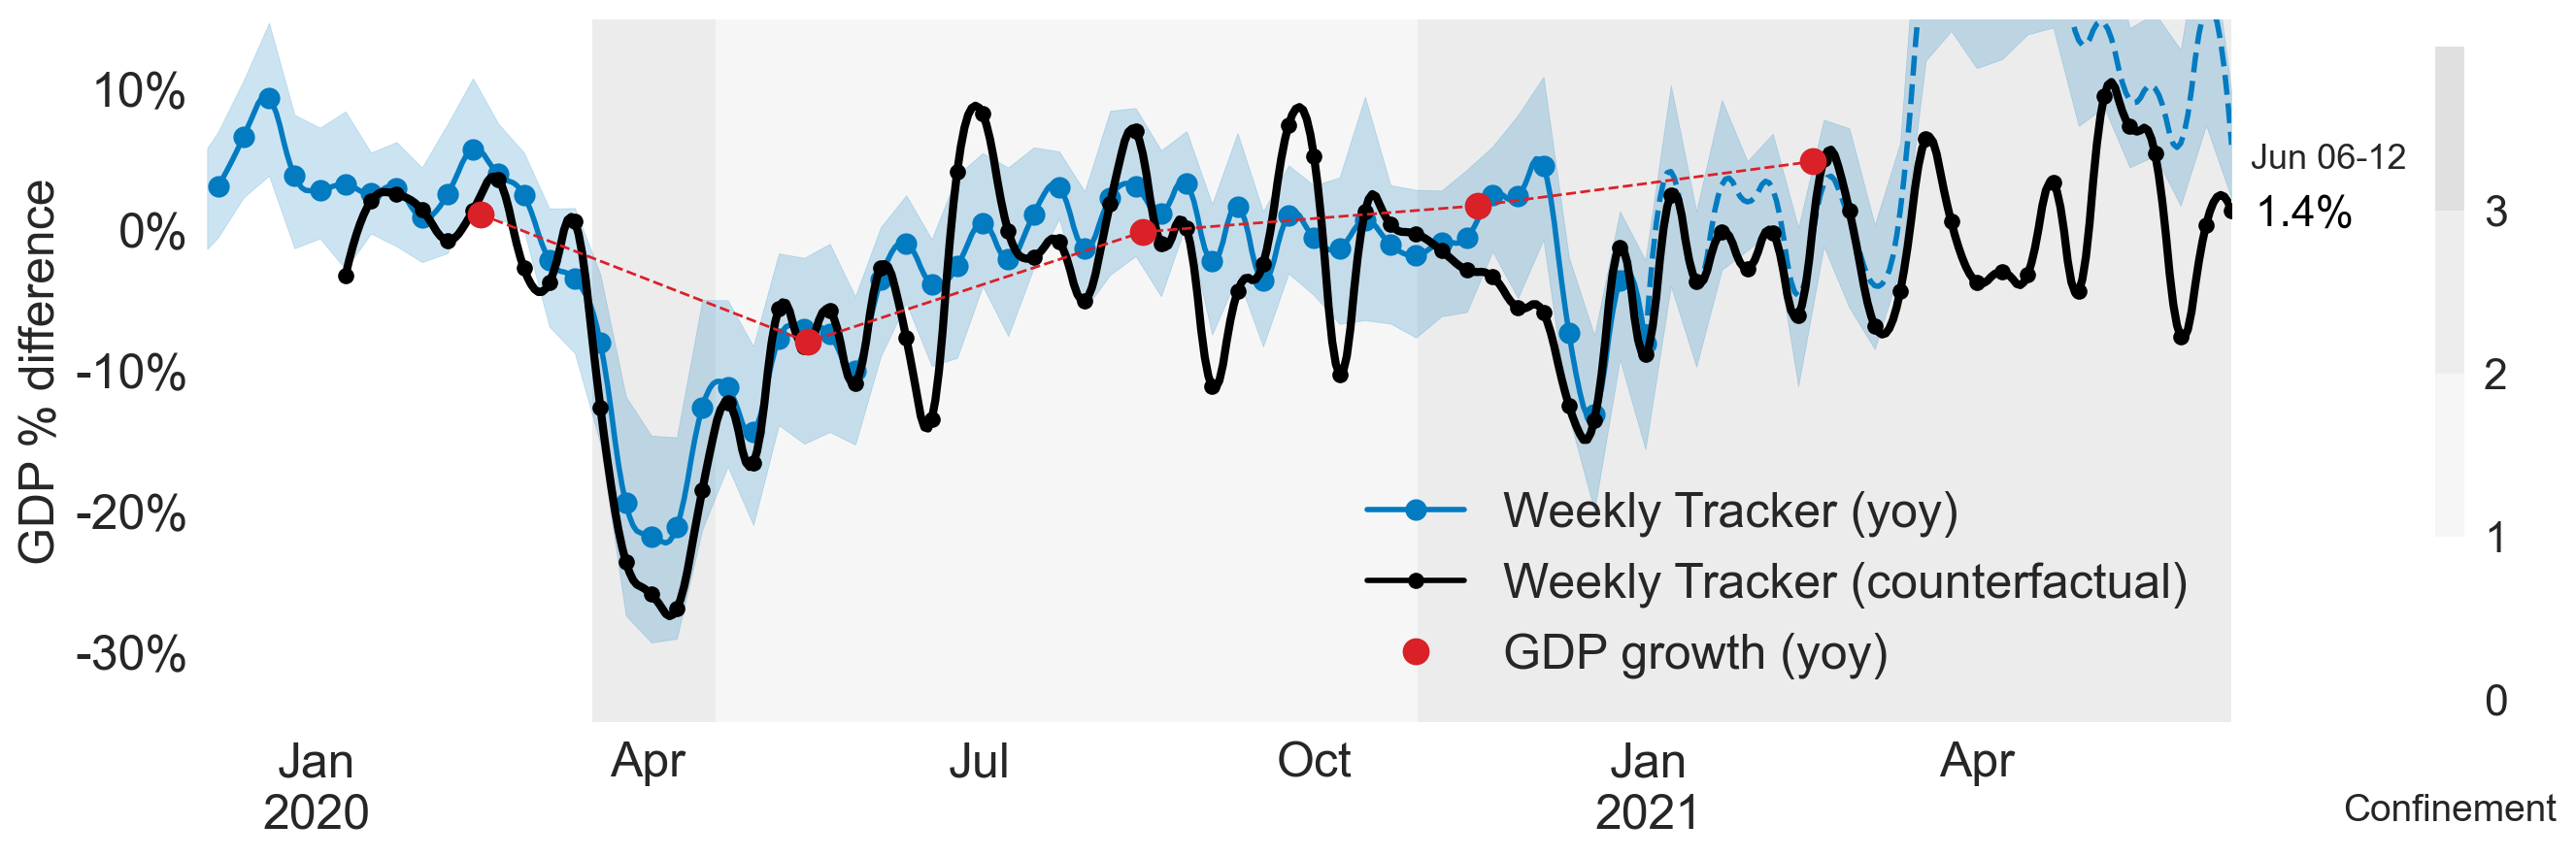 GDP % difference
10%
0%
-10%
-20%
-30%
Jan
2020
Apr
Jul
Oct
Jan
2021
Apr
Weekly Tracker (yoy)
Weekly Tracker (counterfactual)
GDP growth (yoy)
Jun 06-12
1.4%
3
2
1
0
Confinement